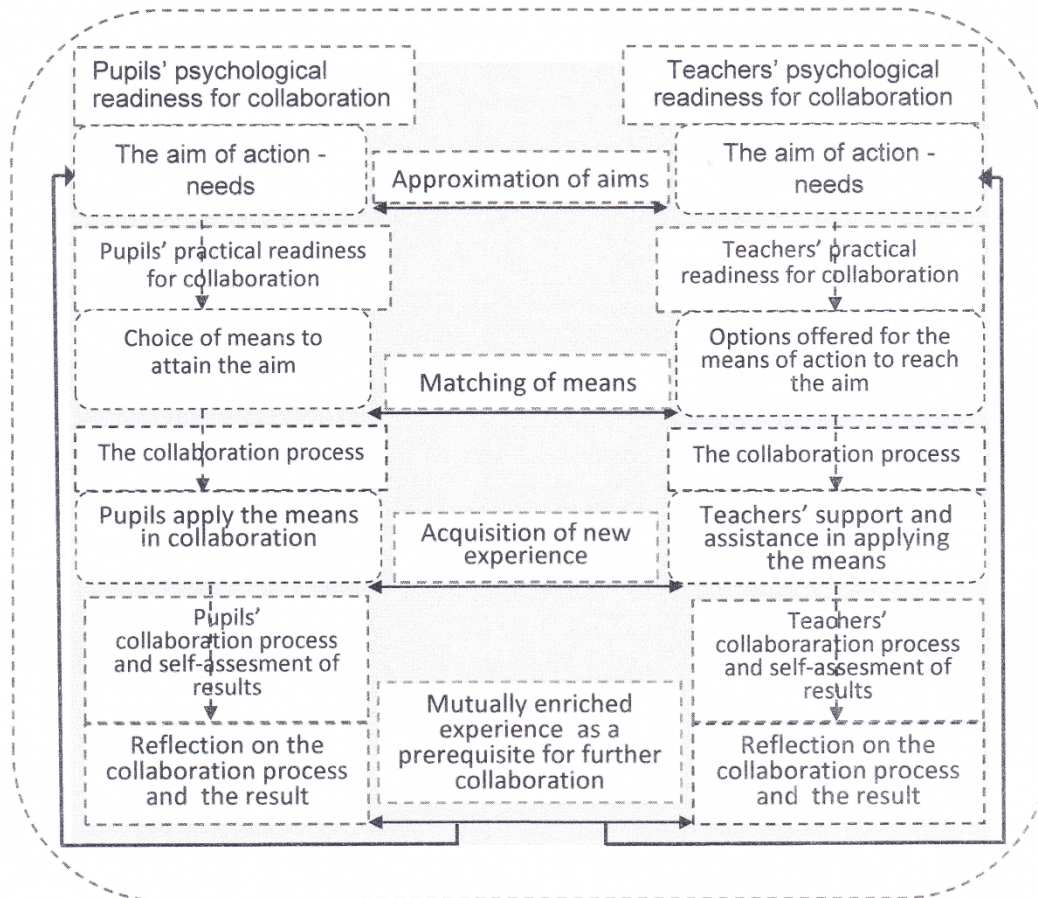 Pupils' psychological
readiness for collaboration
Teachers' psychological
readiness for collaboration
The aim of action -
needs
Approximation of aims
The aim of action -
needs
Pupils' practical readiness
for collaboration
Teachers' practical
readiness for collaboration
Choice of means to
attain the aim
Matching of means
Options offered for the
means of action to reach
the aim
The collaboration process
The collaboration process
Pupils apply the means
in collaboration
Acquisition of new
experience
Teachers' support and
assistance in applying
the means
Pupils'
collaboration process
and self-assesment of
results
Teachers'
collaboraration process
and self-assesment of
results
Mutually enriched
experience as a
prerequisite for further
collaboration
Reflection on the
collaboration process
and the result
Reflection on the
collaboration process
and the result